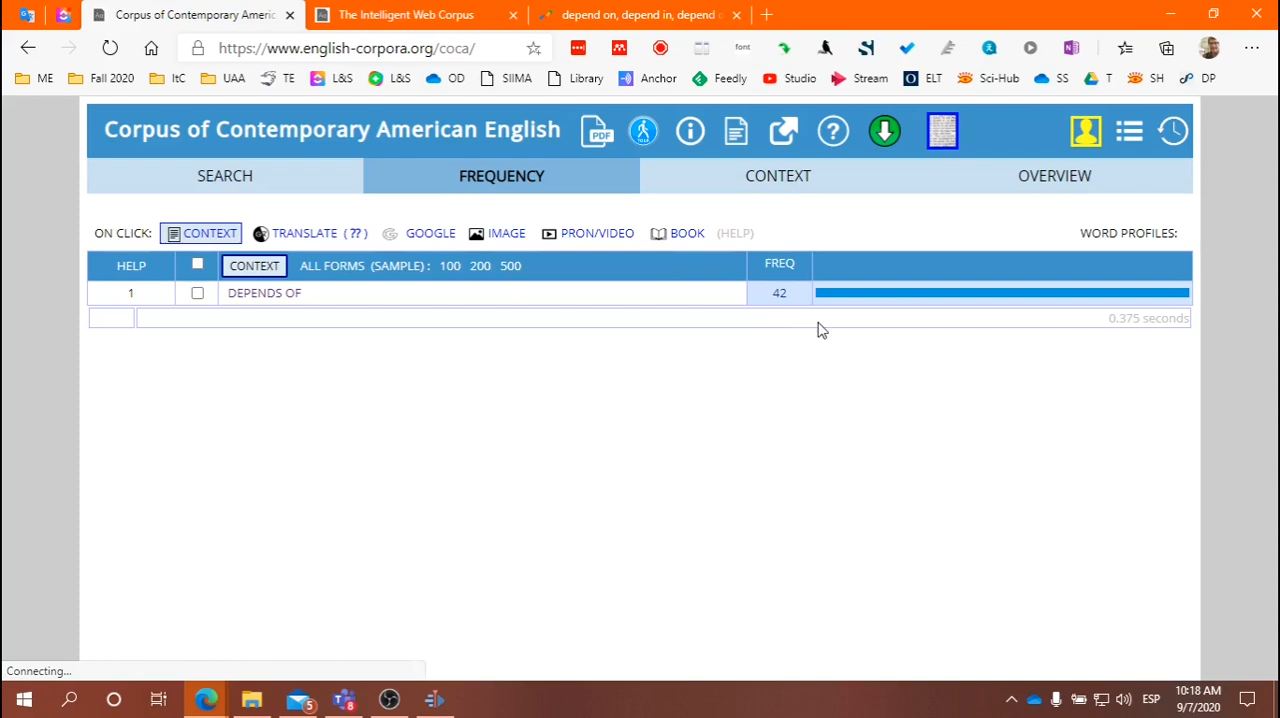 Corpus of Contemporary Americ
The Intelligent Web Corpus
depend on, depend in, depend
https://www.english-corpora.org/coca/
font
ME Fall 2020 ItC UAA TE L&S L&S OD SIIMA Library Anchor Feedly Studio Stream ELT Sci-Hub SS T SH DP
Corpus of Contemporary American English PDF
SEARCH FREQUENCY CONTEXT OVERVIEW
ON CLICK: CONTEXT TRANSLATE ( ?? ) GOOGLE IMAGE PRON/VIDEO BOOK (HELP) WORD PROFILES:
HELP CONTEXT ALL FORMS (SAMPLE) : 100 200 500 FREQ
1 DEPENDS OF 42
0.375 seconds
Connecting...
5 8 ESP 10:18 AM
9/7/2020